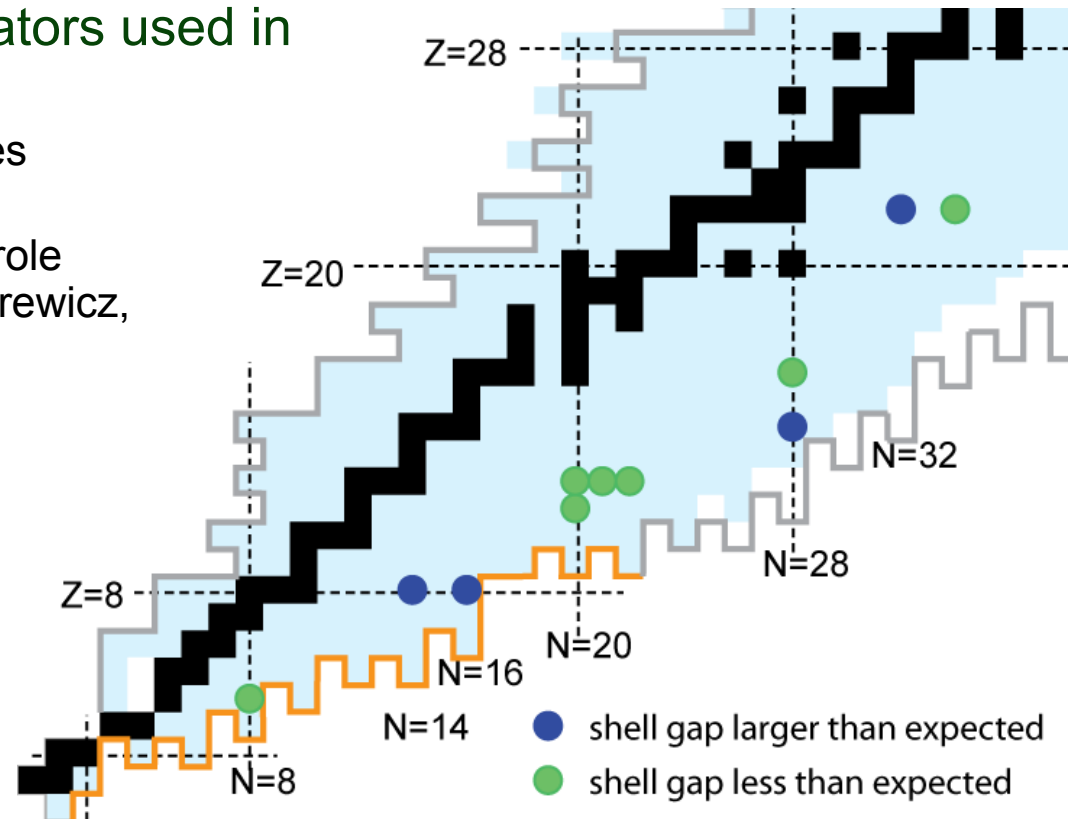 ators used in
es
role
rewicz,
Z=28
Z=20
N=32
N=28
Z=8
N=20
N=16
N=14
N=8
shell gap larger than expected
shell gap less than expected